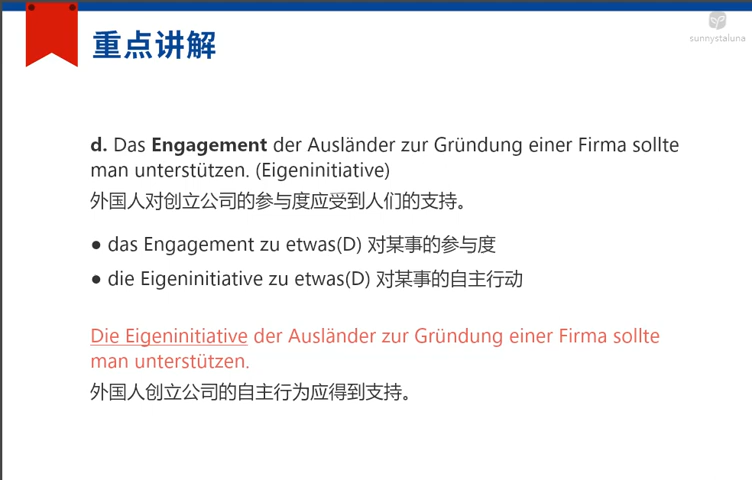 重点讲解
sunnystaluna
d. Das Engagement der Ausländer zur Gründung einer Firma sollte
man unterstützen. (Eigeninitiative)
外国人对创立公司的参与度应受到人们的支持。
● das Engagement zu etwas(D) 对某事的参与度
● die Eigeninitiative zu etwas(D) 对某事的自主行动
Die Eigeninitiative der Ausländer zur Gründung einer Firma sollte
man unterstützen.
外国人创立公司的自主行为应得到支持。